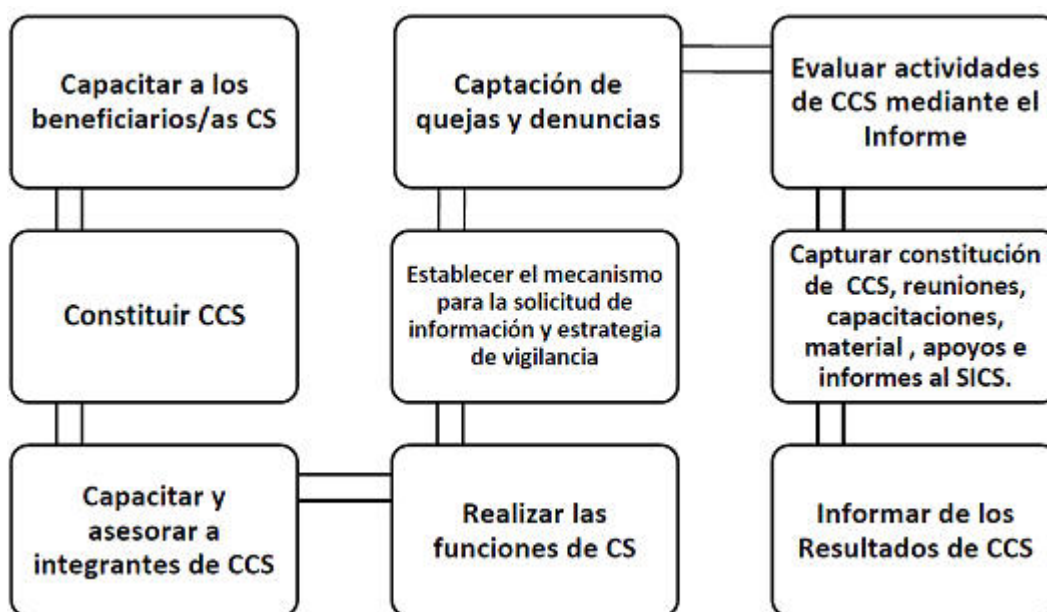 Capacitar a los
beneficiarios/as CS
Constituir CCS
Capacitar y
asesorar a
integrantes de CCS
Realizar las
funciones de CS
Establecer el mecanismo
para la solicitud de
información y estrategia
de vigilancia
Captación de
quejas y denuncias
Evaluar actividades
de CCS mediante el
Informe
Capturar constitución
de CCS, reuniones,
capacitaciones,
material , apoyos e
informes al SICS.
Informar de los
Resultados de CCS